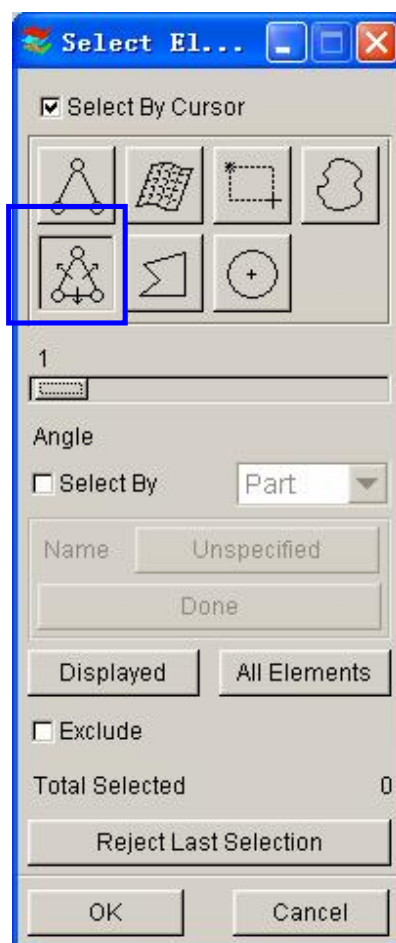 Select El...
Select By Cursor
1
Angle
Select By Part
Name Unspecified
Done
Displayed All Elements
Exclude
Total Selected 0
Reject Last Selection
OK Cancel